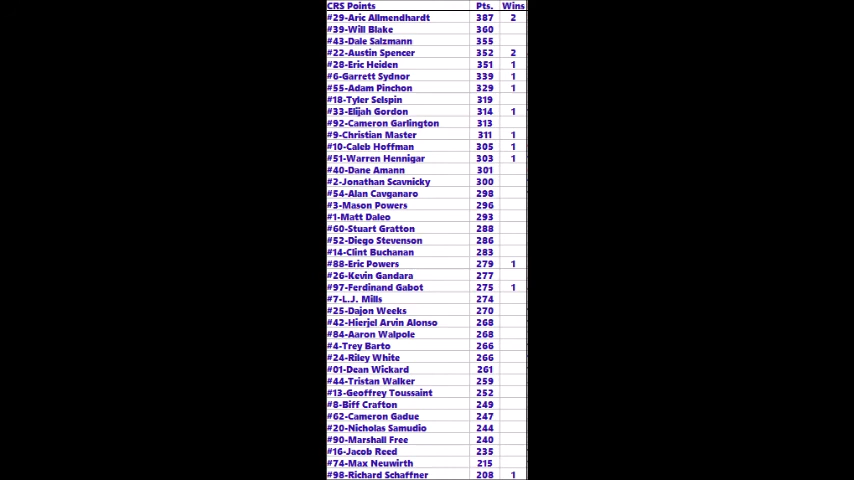 CRS Points Pts. Wins
#29-Aric Allmendhardt 387 2
#39-Will Blake 360
#43-Dale Salzmann 355
#22-Austin Spencer 352 2
#28-Eric Heiden 351 1
#6-Garrett Sydnor 339 1
#55-Adam Pinchon 329 1
#18-Tyler Selspin 319
#33-Elijah Gordon 314 1
#92-Cameron Garlington 313
#9-Christian Master 311 1
#10-Caleb Hoffman 305 1
#51-Warren Hennigar 303 1
#40-Dane Amann 301
#2-Jonathan Scavnicky 300
#54-Alan Cavganaro 298
#3-Mason Powers 296
#1-Matt Daleo 293
#60-Stuart Gratton 288
#52-Diego Stevenson 286
#14-Clint Buchanan 283
#88-Eric Powers 279 1
#26-Kevin Gandara 277
#97-Ferdinand Gabot 275 1
#7-L.J. Mills 274
#25-Dajon Weeks 270
#42-Hierjel Arvin Alonso 268
#84-Aaron Walpole 268
#4-Trey Barto 266
#24-Riley White 266
#01-Dean Wickard 261
#44-Tristan Walker 259
#13-Geoffrey Toussaint 252
#8-Biff Crafton 249
#62-Cameron Gadue 247
#20-Nicholas Samudio 244
#90-Marshall Free 240
#16-Jacob Reed 235
#74-Max Neuwirth 215
#98-Richard Schaffner 208 1